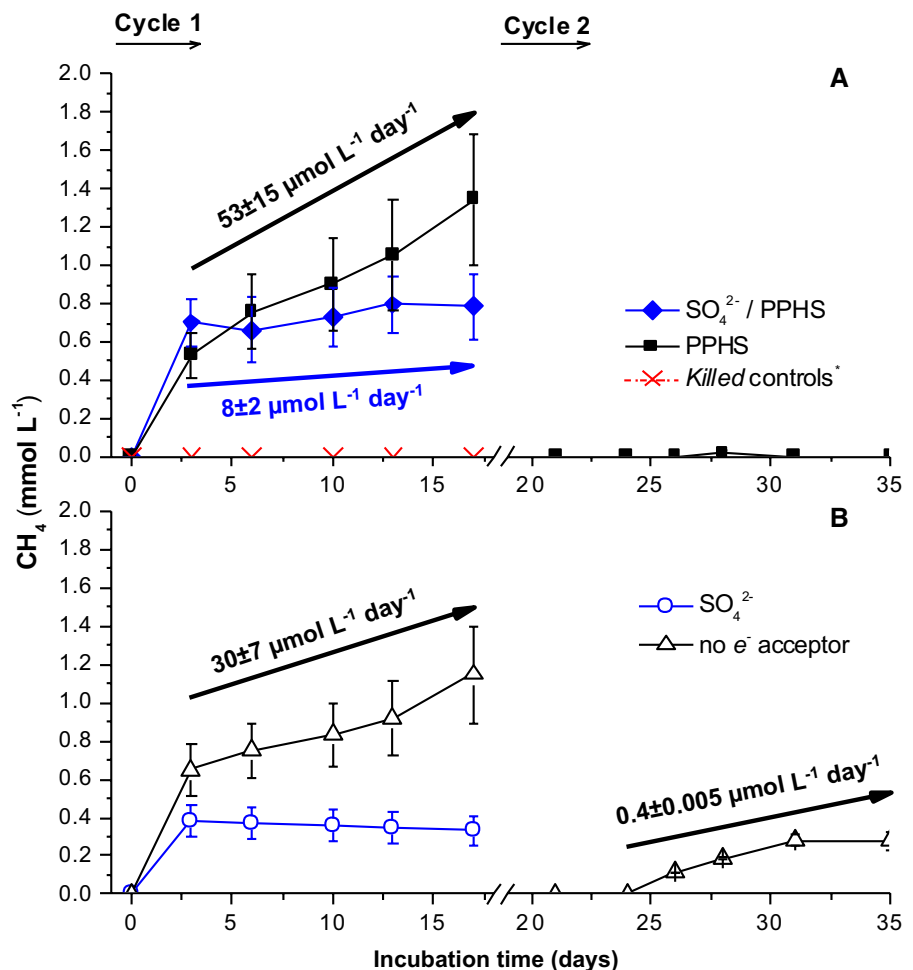 Cycle 1
Cycle 2
A
2.0
1.8
1.6
1.4
1.2
1.0
0.8
0.6
0.4
0.2
0.0
53±15 µmol L⁻¹ day⁻¹
8±2 µmol L⁻¹ day⁻¹
SO₄²⁻ / PPHS
PPHS
Killed controls*
0 5 10 15 20 25 30 35
CH₄ (mmol L⁻¹)
B
2.0
1.8
1.6
1.4
1.2
1.0
0.8
0.6
0.4
0.2
0.0
30±7 µmol L⁻¹ day⁻¹
SO₄²⁻
no e⁻ acceptor
0.4±0.005 µmol L⁻¹ day⁻¹
0 5 10 15 20 25 30 35
Incubation time (days)